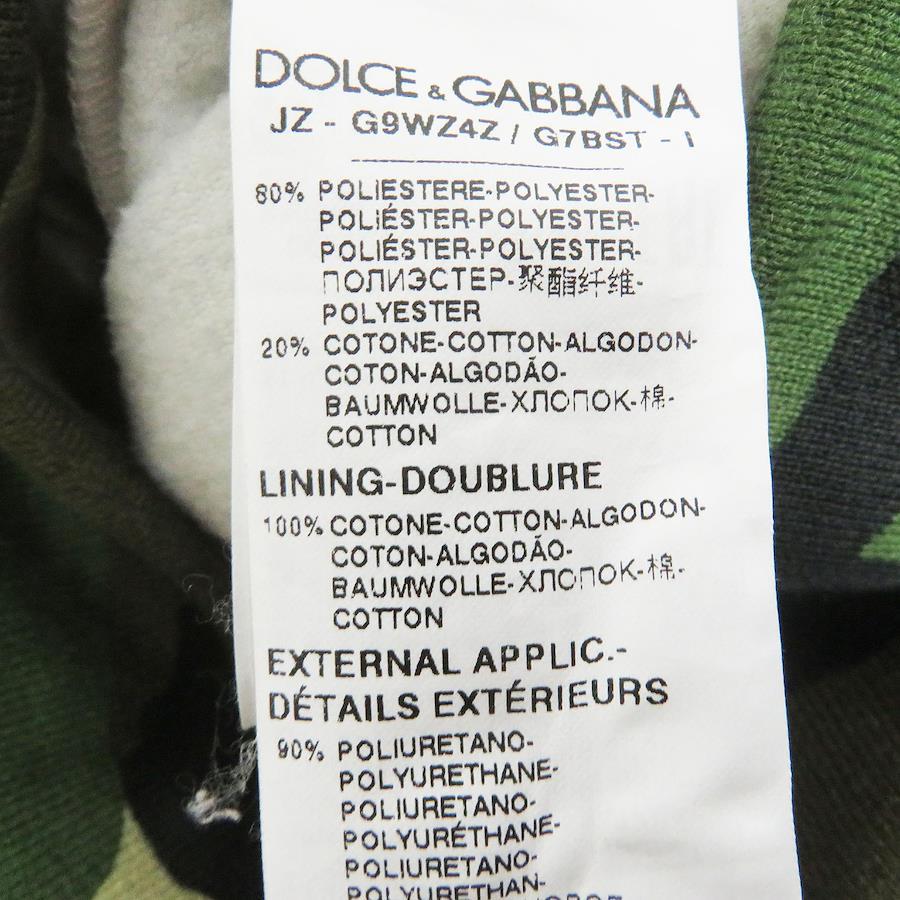 DOLCE & GABBANA
JZ - G9WZ4Z / G7BST - I
80% POLIESTERE-POLYESTER-
POLIÉSTER-POLYESTER-
POLIÉSTER-POLYESTER-
ПОЛИЭСТЕР-聚酯纤维-
POLYESTER
20% COTONE-COTTON-ALGODON-
COTON-ALGODÃO-
BAUMWOLLE-ХЛОПОК-棉-
COTTON
LINING-DOUBLURE
100% COTONE-COTTON-ALGODON-
COTON-ALGODÃO-
BAUMWOLLE-ХЛОПОК-棉-
COTTON
EXTERNAL APPLIC.-
DÉTAILS EXTÉRIEURS
90% POLIURETANO-
POLYURETHANE-
POLIURETANO-
POLYURÉTHANE-
POLIURETANO-
POLYURETHAN-